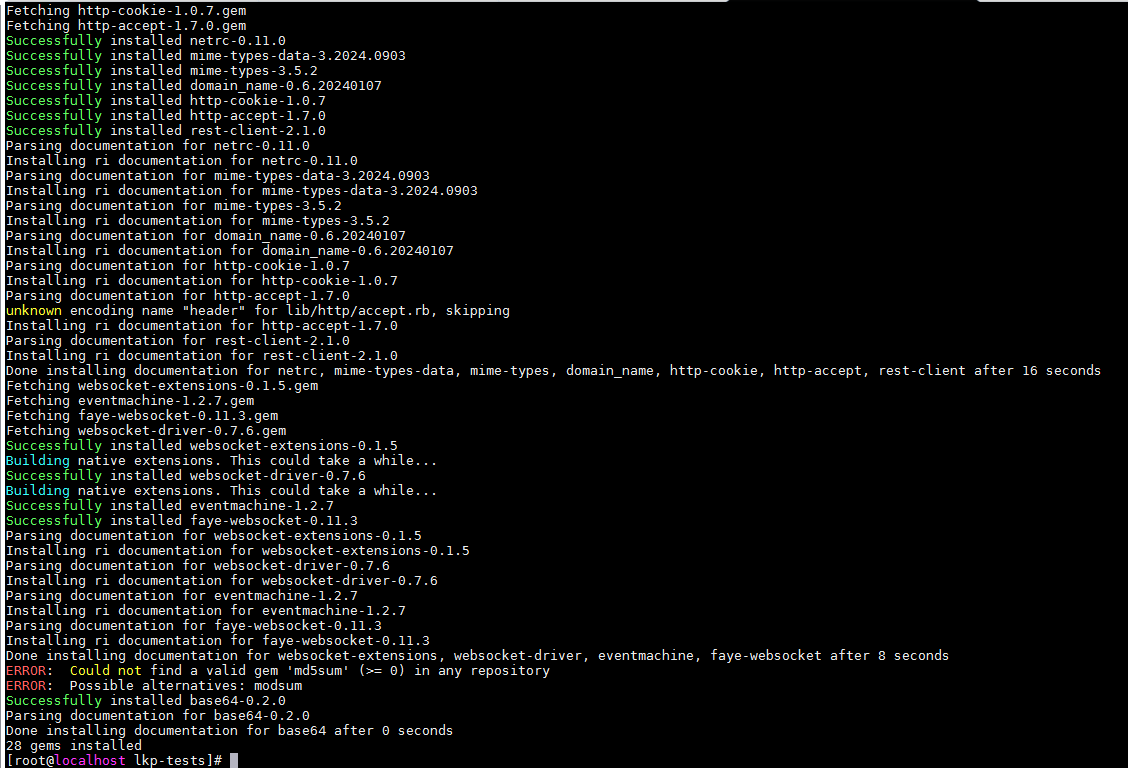 Fetching http-cookie-1.0.7.gem
Fetching http-accept-1.7.0.gem
Successfully installed netrc-0.11.0
Successfully installed mime-types-data-3.2024.0903
Successfully installed mime-types-3.5.2
Successfully installed domain_name-0.6.20240107
Successfully installed http-cookie-1.0.7
Successfully installed http-accept-1.7.0
Successfully installed rest-client-2.1.0
Parsing documentation for netrc-0.11.0
Installing ri documentation for netrc-0.11.0
Parsing documentation for mime-types-data-3.2024.0903
Installing ri documentation for mime-types-data-3.2024.0903
Parsing documentation for mime-types-3.5.2
Installing ri documentation for mime-types-3.5.2
Parsing documentation for domain_name-0.6.20240107
Installing ri documentation for domain_name-0.6.20240107
Parsing documentation for http-cookie-1.0.7
Installing ri documentation for http-cookie-1.0.7
Parsing documentation for http-accept-1.7.0
unknown encoding name "header" for lib/http/accept.rb, skipping
Installing ri documentation for http-accept-1.7.0
Parsing documentation for rest-client-2.1.0
Installing ri documentation for rest-client-2.1.0
Done installing documentation for netrc, mime-types-data, mime-types, domain_name, http-cookie, http-accept, rest-client after 16 seconds
Fetching websocket-extensions-0.1.5.gem
Fetching eventmachine-1.2.7.gem
Fetching faye-websocket-0.11.3.gem
Fetching websocket-driver-0.7.6.gem
Successfully installed websocket-extensions-0.1.5
Building native extensions. This could take a while...
Successfully installed websocket-driver-0.7.6
Building native extensions. This could take a while...
Successfully installed eventmachine-1.2.7
Successfully installed faye-websocket-0.11.3
Parsing documentation for websocket-extensions-0.1.5
Installing ri documentation for websocket-extensions-0.1.5
Parsing documentation for websocket-driver-0.7.6
Installing ri documentation for websocket-driver-0.7.6
Parsing documentation for eventmachine-1.2.7
Installing ri documentation for eventmachine-1.2.7
Parsing documentation for faye-websocket-0.11.3
Installing ri documentation for faye-websocket-0.11.3
Done installing documentation for websocket-extensions, websocket-driver, eventmachine, faye-websocket after 8 seconds
ERROR:  Could not find a valid gem 'md5sum' (>= 0) in any repository
ERROR:  Possible alternatives: modsum
Successfully installed base64-0.2.0
Parsing documentation for base64-0.2.0
Done installing documentation for base64 after 0 seconds
28 gems installed
[root@localhost lkp-tests]#